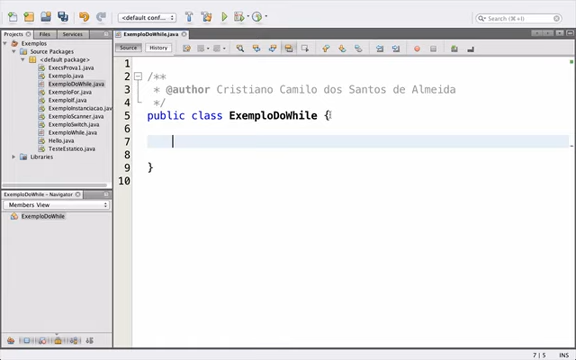 <default conf...
Search (⌘+I)
Projects
Files
Services
ExemploDoWhile.java
Source
History
Exemplos
Source Packages
<default package>
ExecsProva1.java
Exemplo.java
ExemploDoWhile.java
ExemploFor.java
ExemploIf.java
ExemploInstanciacao.jav
ExemploScanner.java
ExemploSwitch.java
ExemploWhile.java
Hello.java
TesteEstatico.java
Libraries
1
2 /**
3 * @author Cristiano Camilo dos Santos de Almeida
4 */
5 public class ExemploDoWhile {
6
7
8
9 }
10
ExemploDoWhile - Navigator
Members View
ExemploDoWhile
7 | 5 INS